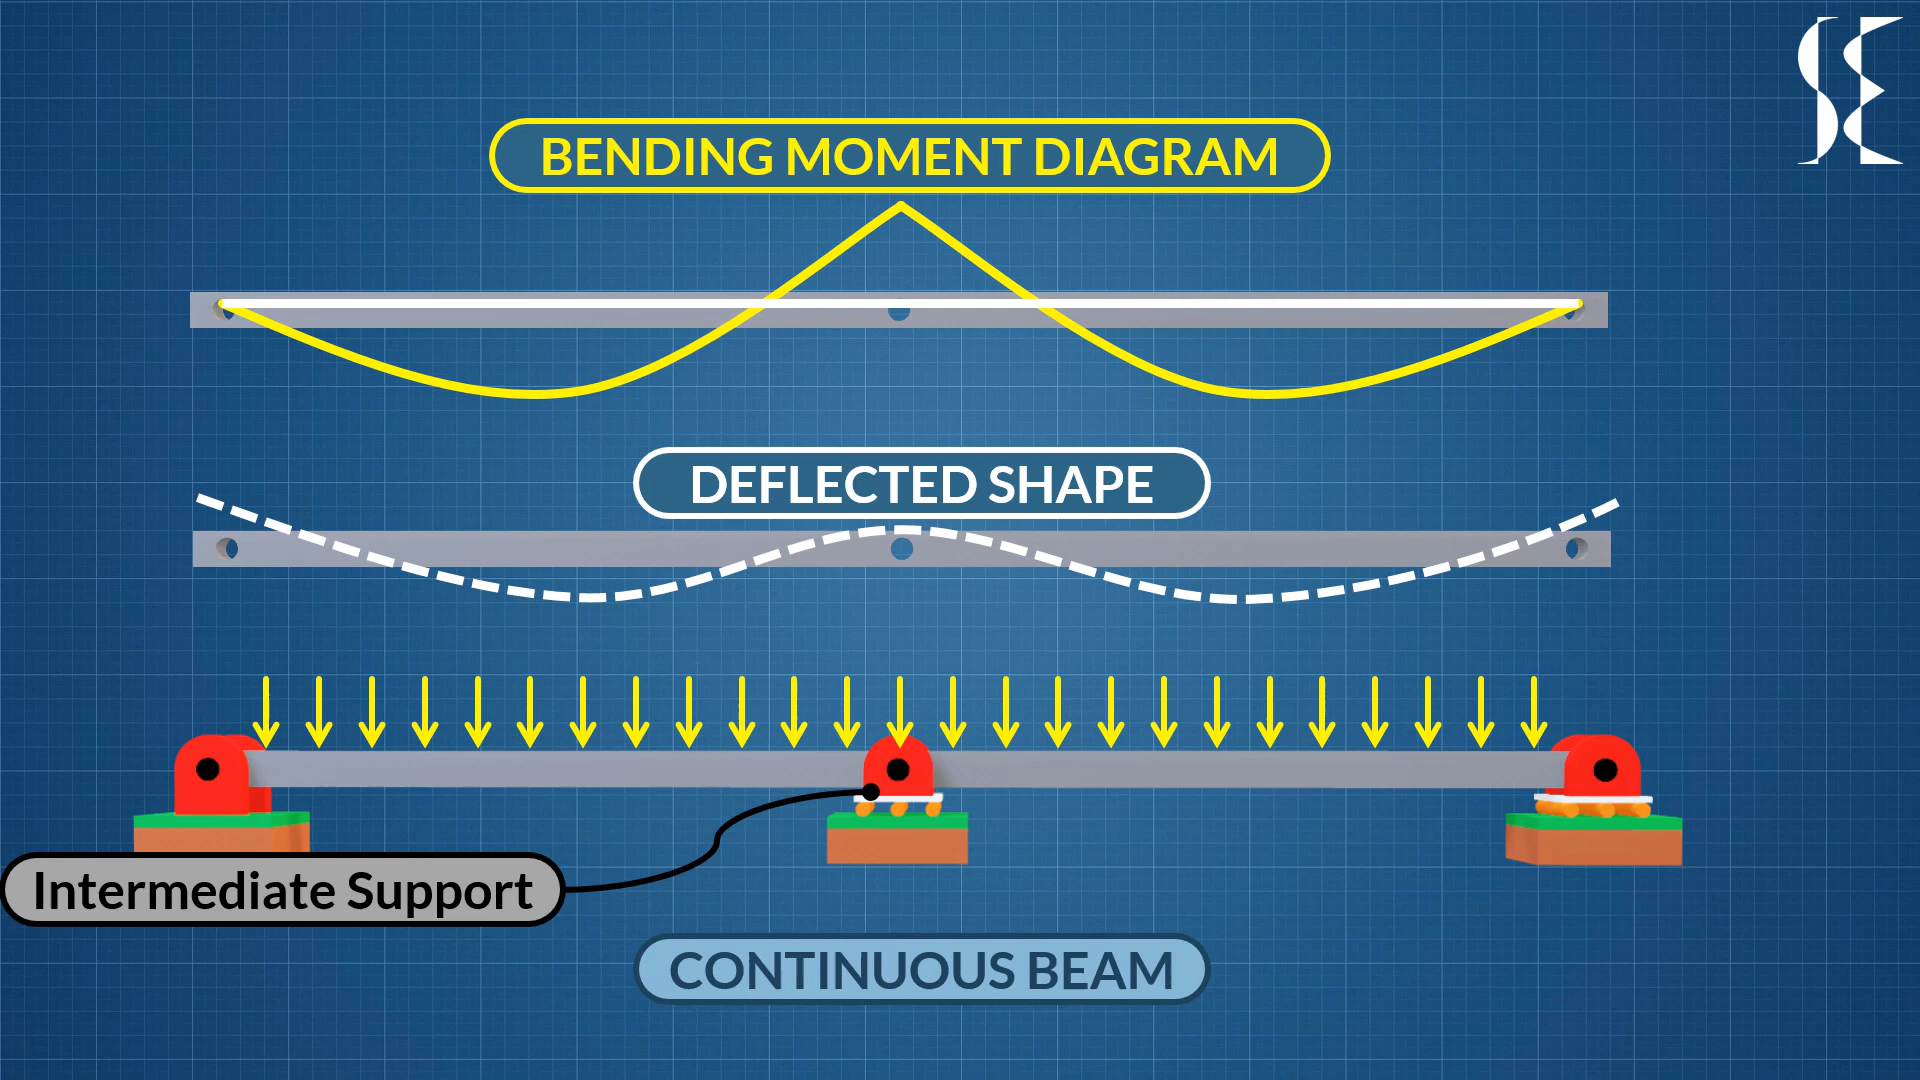 BENDING MOMENT DIAGRAM
DEFLECTED SHAPE
Intermediate Support
CONTINUOUS BEAM